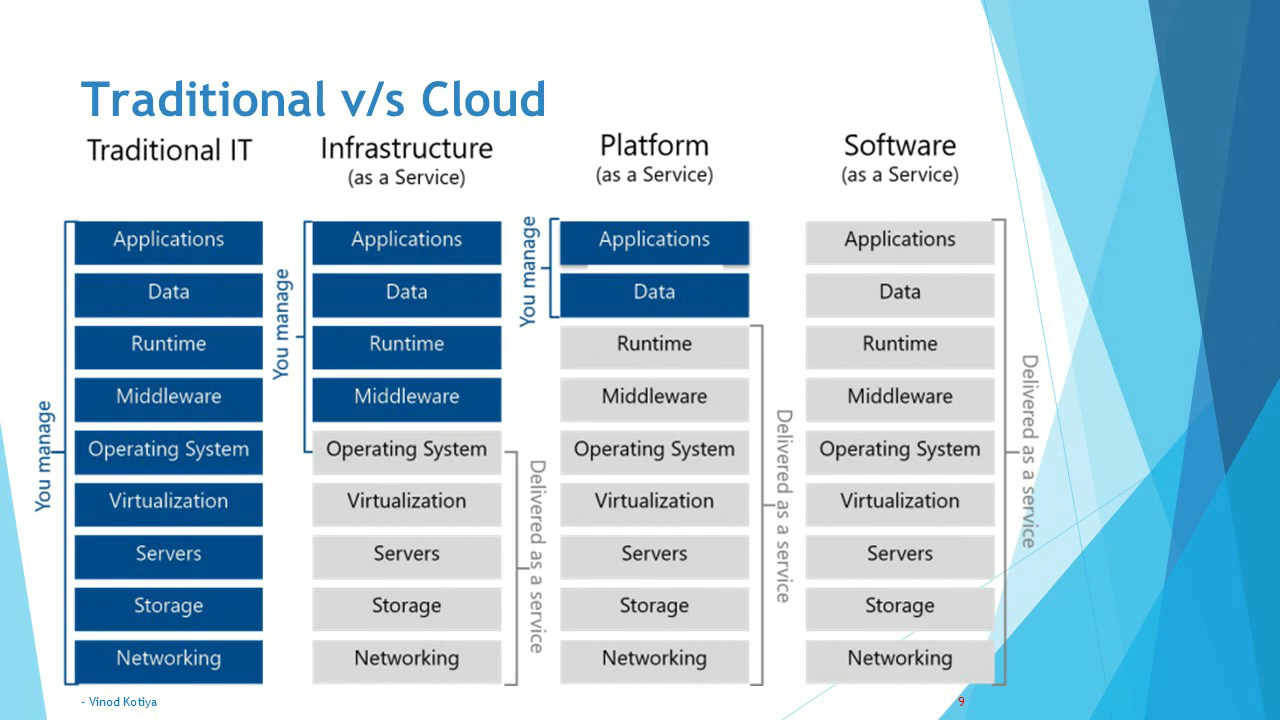 Traditional v/s Cloud
Traditional IT
You manage
Applications
Data
Runtime
Middleware
Operating System
Virtualization
Servers
Storage
Networking
Infrastructure
(as a Service)
You manage
Applications
Data
Runtime
Middleware
Operating System
Virtualization
Servers
Storage
Networking
Delivered as a service
Platform
(as a Service)
You manage
Applications
Data
Runtime
Middleware
Operating System
Virtualization
Servers
Storage
Networking
Delivered as a service
Software
(as a Service)
Applications
Data
Runtime
Middleware
Operating System
Virtualization
Servers
Storage
Networking
Delivered as a service
- Vinod Kotiya
9